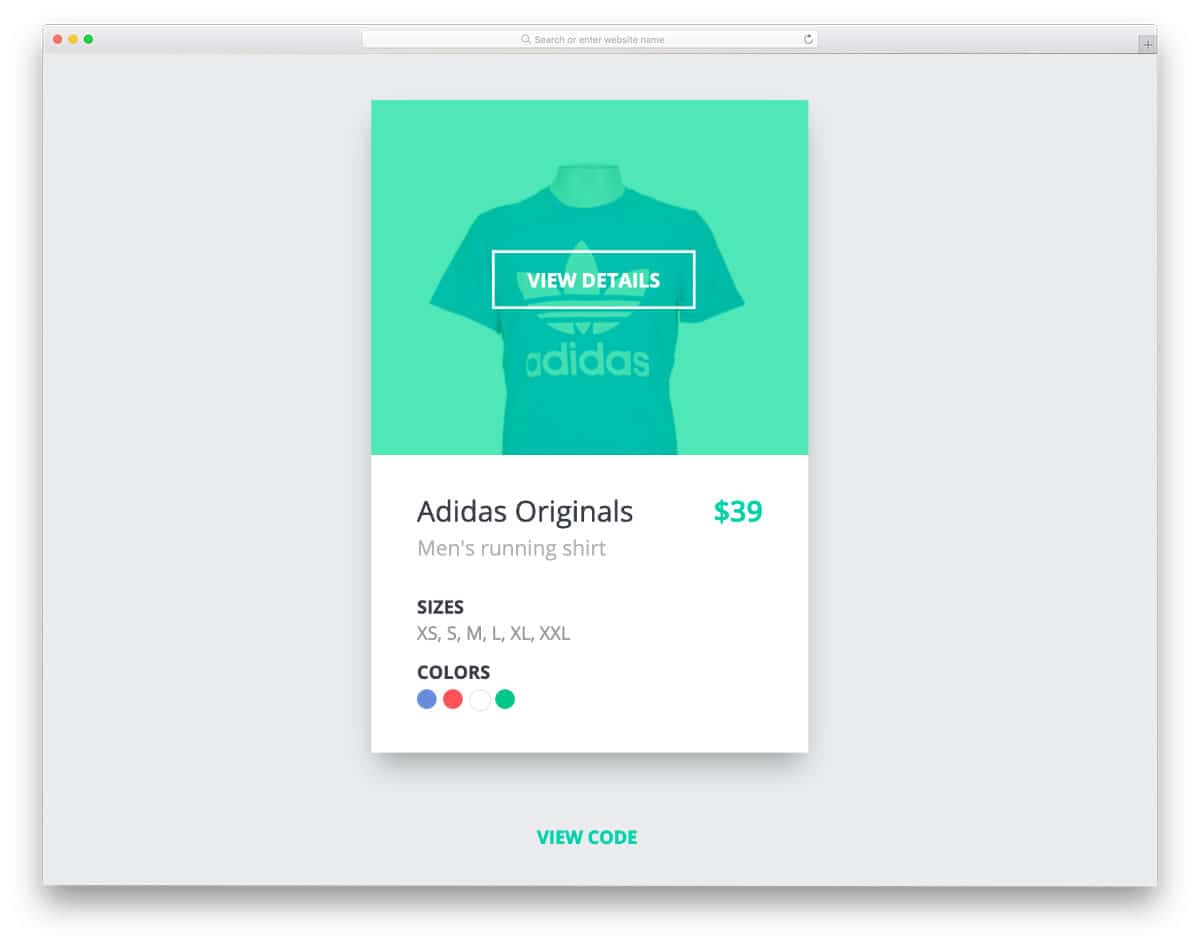 Search or enter website name
VIEW DETAILS
adidas
Adidas Originals
$39
Men's running shirt
SIZES
XS, S, M, L, XL, XXL
COLORS
VIEW CODE